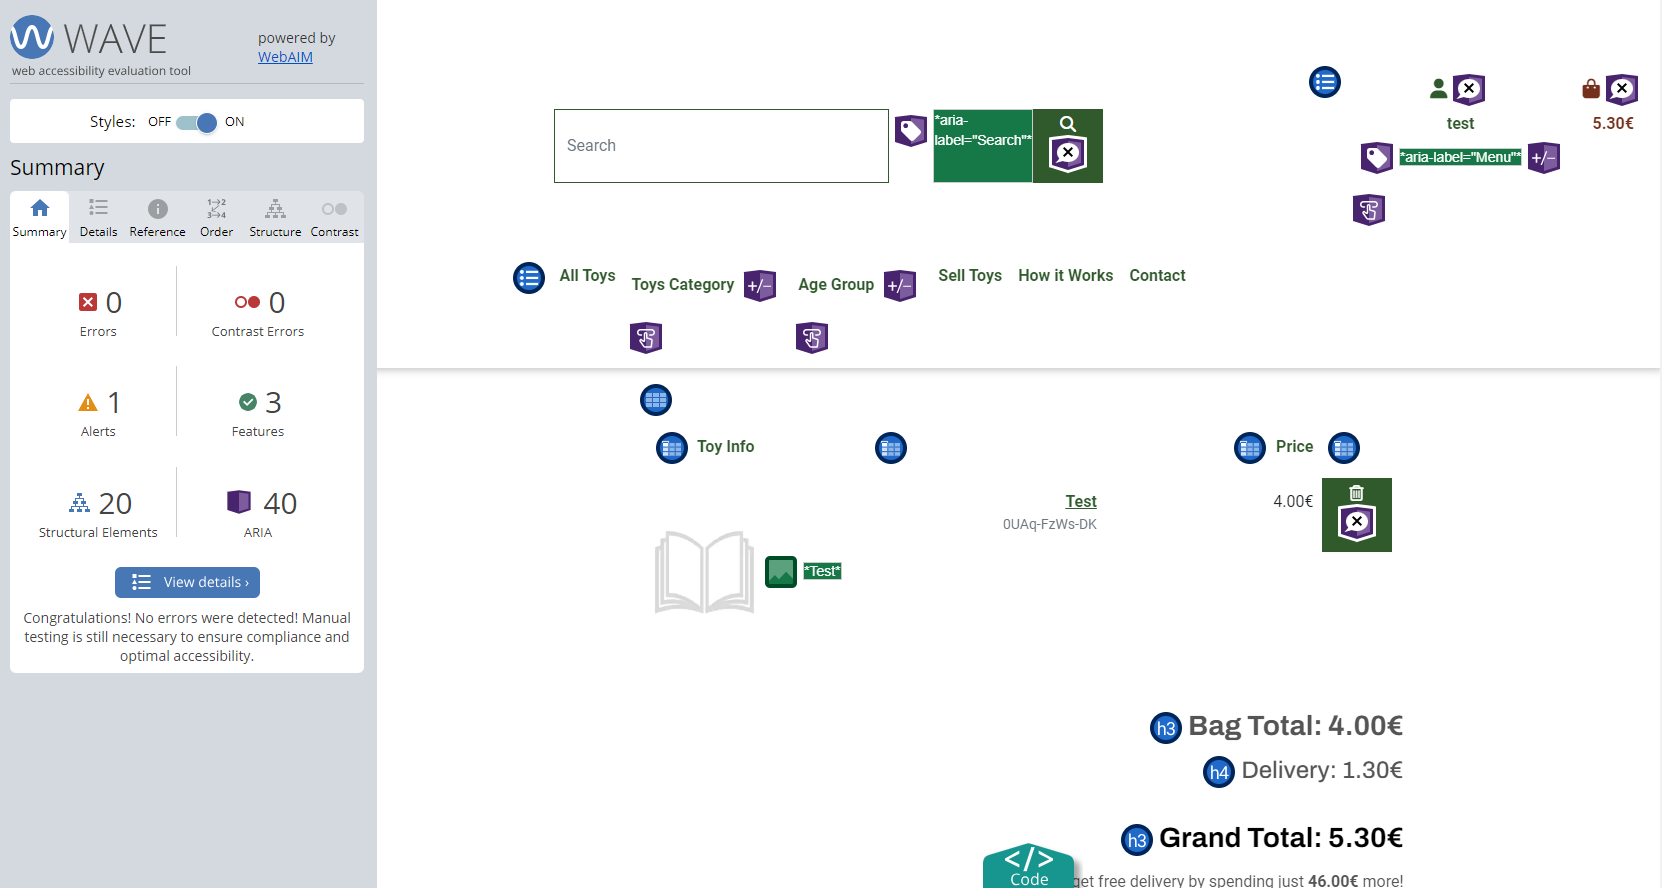 WAVE
powered by
WebAIM
web accessibility evaluation tool
Styles: OFF ON
Summary
Summary Details Reference Order Structure Contrast
0 Errors
0 Contrast Errors
1 Alerts
3 Features
20 Structural Elements
40 ARIA
View details ›
Congratulations! No errors were detected! Manual
testing is still necessary to ensure compliance and
optimal accessibility.
Search
*aria-
label="Search"*
test
5.30€
*aria-label="Menu"*
+/−
All Toys
Toys Category
+/−
Age Group
+/−
Sell Toys
How it Works
Contact
Toy Info
Price
Test
0UAq-FzWs-DK
4.00€
*Test*
h3 Bag Total: 4.00€
h4 Delivery: 1.30€
h3 Grand Total: 5.30€
</>
Code
get free delivery by spending just 46.00€ more!